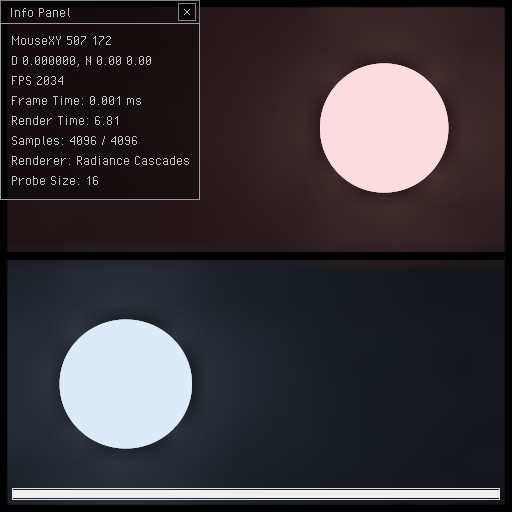 Info Panel
MouseXY 507 172
D 0.000000, N 0.00 0.00
FPS 2034
Frame Time: 0.001 ms
Render Time: 6.81
Samples: 4096 / 4096
Renderer: Radiance Cascades
Probe Size: 16